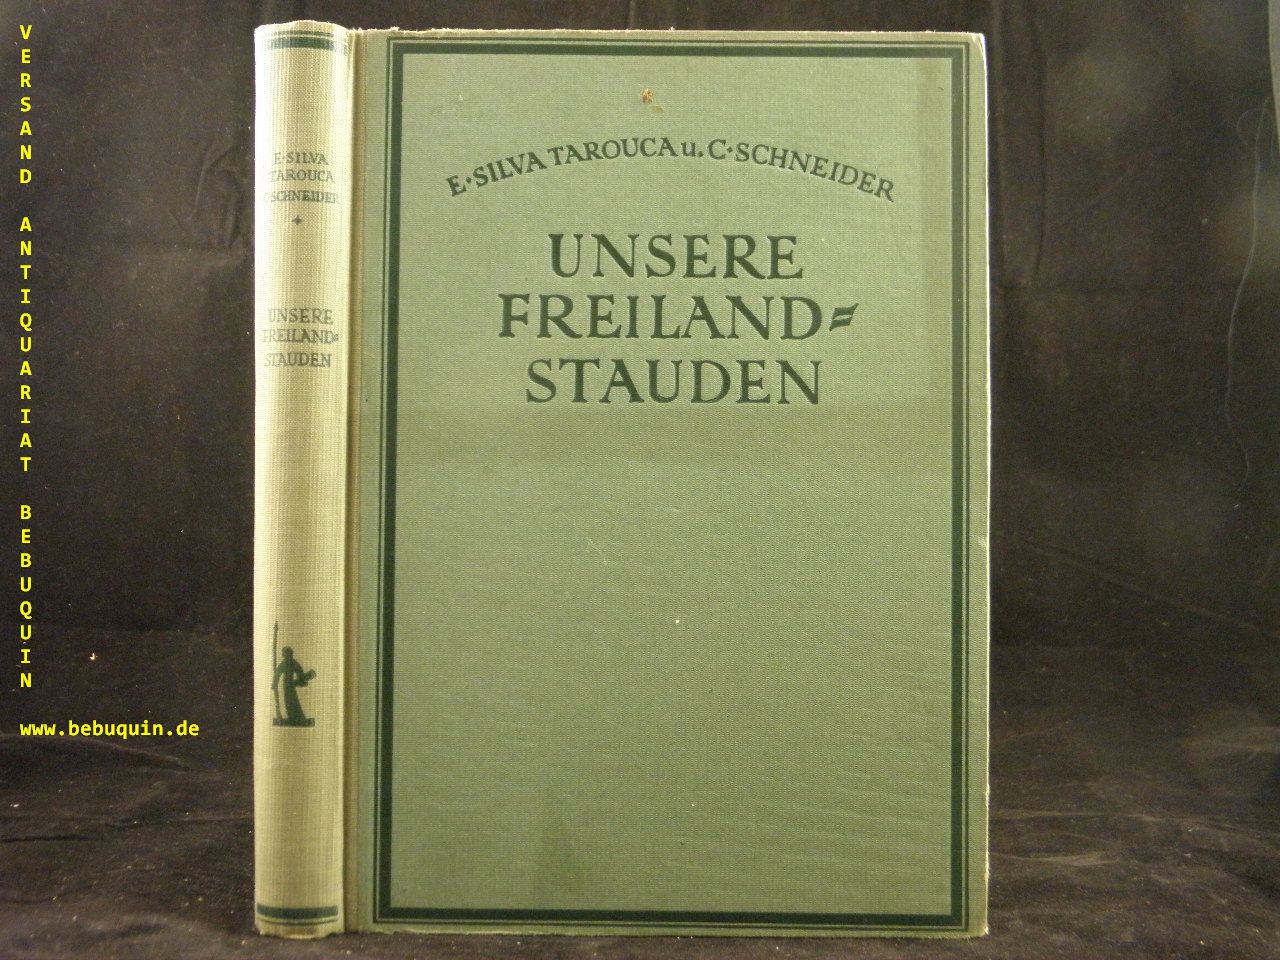 VERSAND ANTIQUARIAT BEBUQUIN
www.bebuquin.de
E·SILVA
TAROUCA
C·SCHNEIDER
UNSERE
FREILAND=
STAUDEN
E·SILVA TAROUCA u. C·SCHNEIDER
UNSERE
FREILAND=
STAUDEN